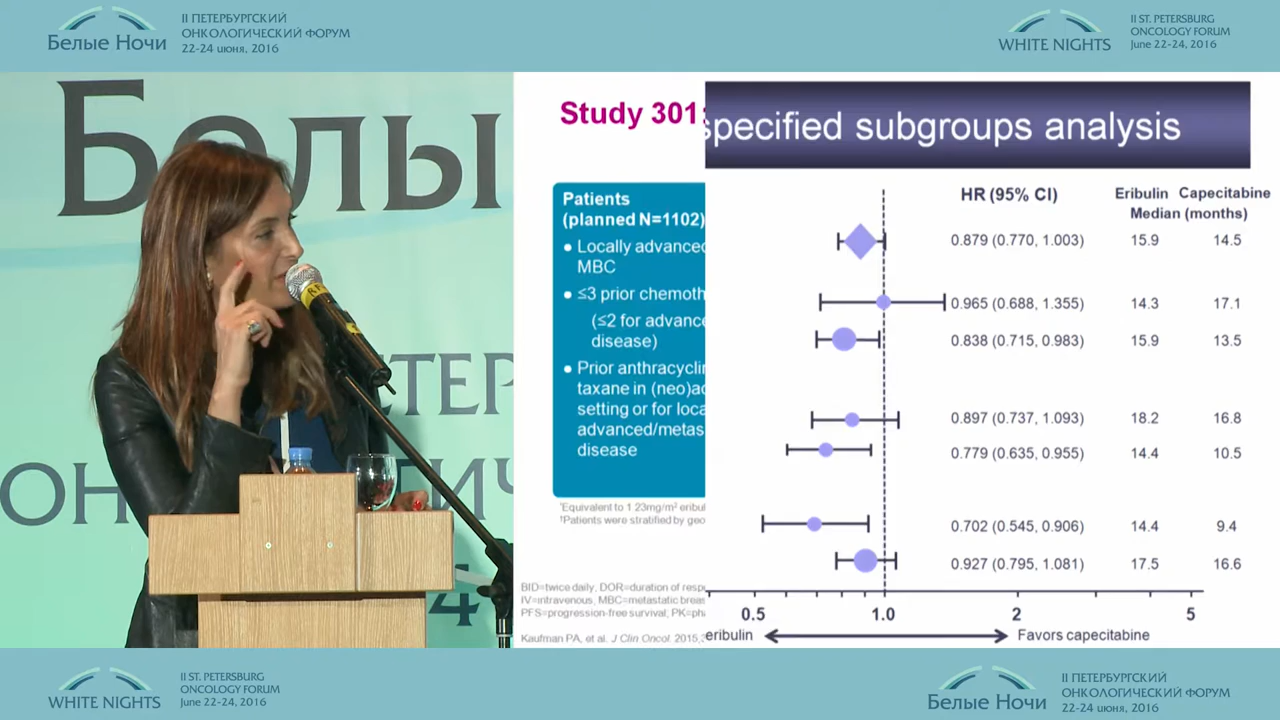 Белые Ночи
II ПЕТЕРБУРГСКИЙ
ОНКОЛОГИЧЕСКИЙ ФОРУМ
22-24 июня, 2016
WHITE NIGHTS
II ST. PETERSBURG
ONCOLOGY FORUM
June 22-24, 2016
Белы
ТЕР
ОН
ГИЧ
4
Study 301:
Patients
(planned N=1102)
● Locally advanced
MBC
● ≤3 prior chemoth
(≤2 for advance
disease)
● Prior anthracyclin
taxane in (neo)ad
setting or for loca
advanced/metas
disease
*Equivalent to 1 23mg/m² eribul
†Patients were stratified by geo
BID=twice daily, DOR=duration of respo
IV=intravenous, MBC=metastatic breas
PFS=progression-free survival, PK=pha
Kaufman PA, et al. J Clin Oncol. 2015;
specified subgroups analysis
HR (95% CI)
Eribulin Capecitabine
Median (months)
0.879 (0.770, 1.003) 15.9 14.5
0.965 (0.688, 1.355) 14.3 17.1
0.838 (0.715, 0.983) 15.9 13.5
0.897 (0.737, 1.093) 18.2 16.8
0.779 (0.635, 0.955) 14.4 10.5
0.702 (0.545, 0.906) 14.4 9.4
0.927 (0.795, 1.081) 17.5 16.6
0.5 1.0 2 5
eribulin Favors capecitabine
WHITE NIGHTS
II ST. PETERSBURG
ONCOLOGY FORUM
June 22-24, 2016
Белые Ночи
II ПЕТЕРБУРГСКИЙ
ОНКОЛОГИЧЕСКИЙ ФОРУМ
22-24 июня, 2016